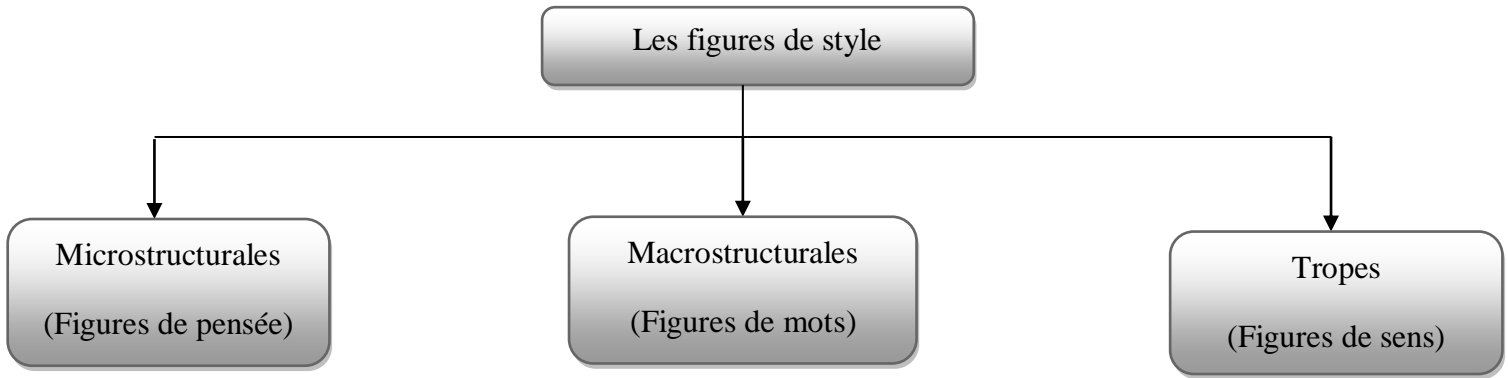 Les figures de style
Microstructurales
(Figures de pensée)
Macrostructurales
(Figures de mots)
Tropes
(Figures de sens)